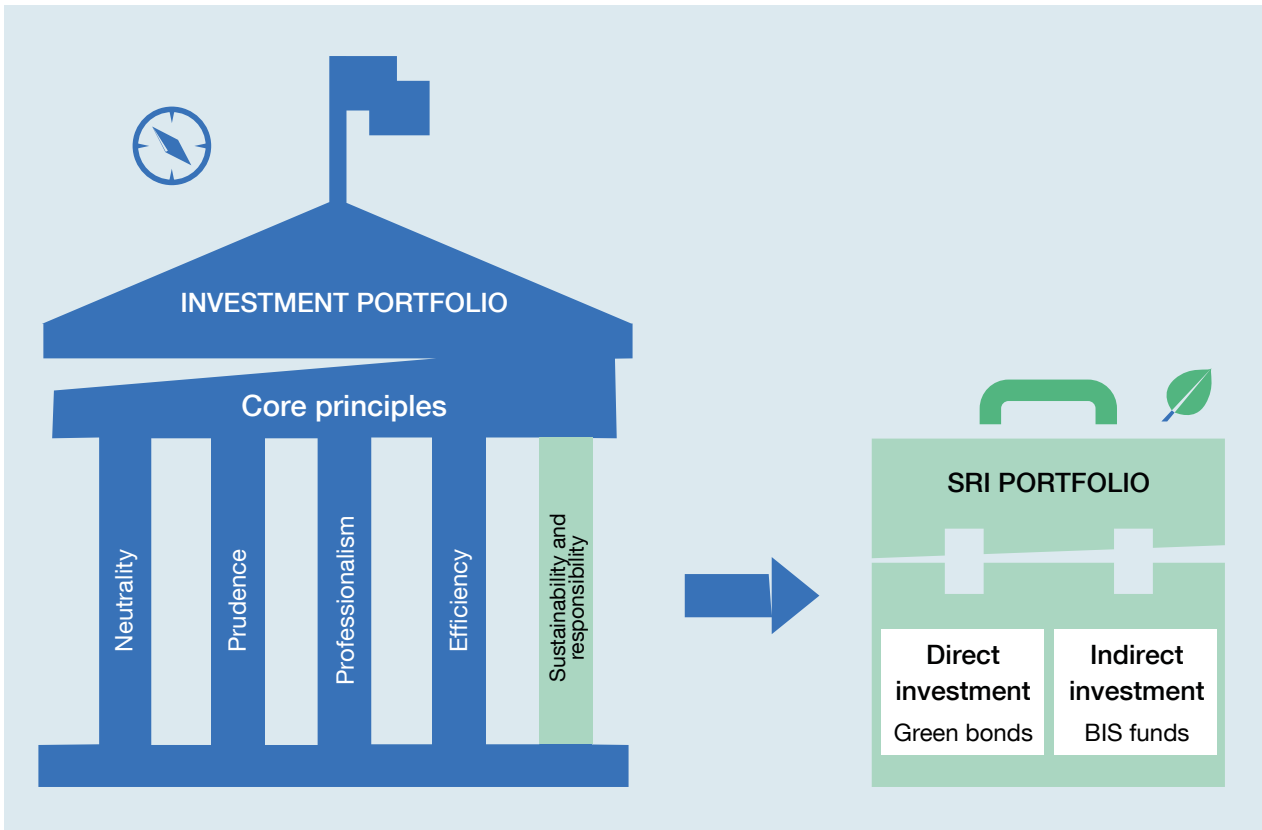 INVESTMENT PORTFOLIO
Core principles
Neutrality
Prudence
Professionalism
Efficiency
Sustainability and
responsibility
SRI PORTFOLIO
Direct
investment
Green bonds
Indirect
investment
BIS funds